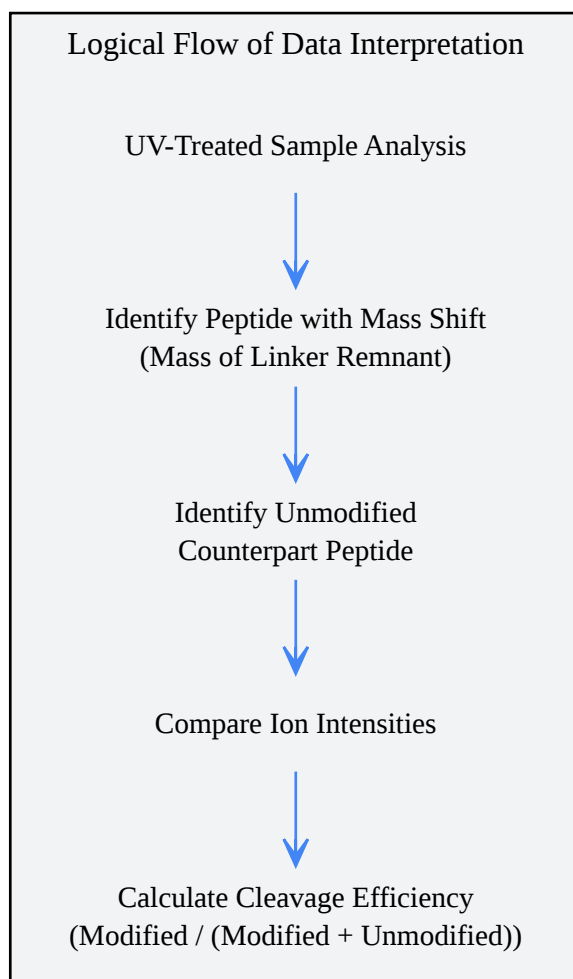 Logical Flow of Data Interpretation
UV-Treated Sample Analysis
Identify Peptide with Mass Shift
(Mass of Linker Remnant)
Identify Unmodified
Counterpart Peptide
Compare Ion Intensities
Calculate Cleavage Efficiency
(Modified / (Modified + Unmodified))